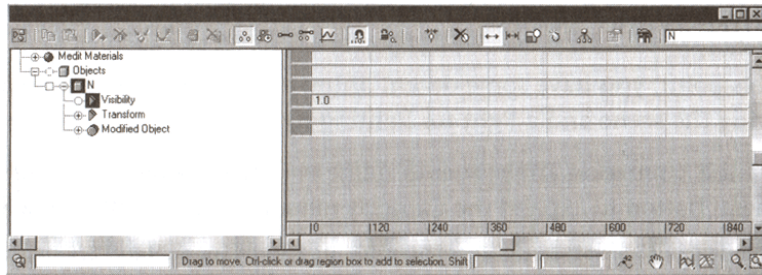 N
Medit Materials
Objects
N
Visibility
1.0
Transform
Modified Object
0 120 240 360 480 600 720 840
Drag to move. Ctrl-click or drag region box to add to selection. Shift